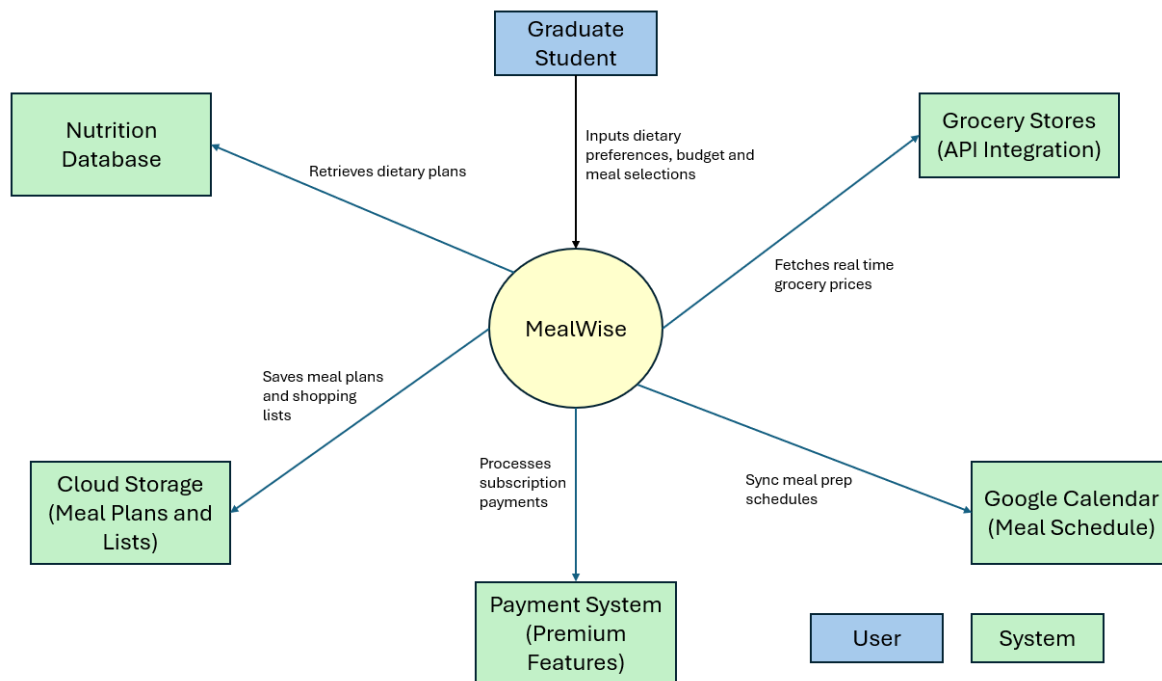 Graduate
Student
Nutrition
Database
Grocery Stores
(API Integration)
Inputs dietary
preferences, budget and
meal selections
Retrieves dietary plans
Fetches real time
grocery prices
MealWise
Saves meal plans
and shopping
lists
Processes
subscription
payments
Sync meal prep
schedules
Cloud Storage
(Meal Plans and
Lists)
Google Calendar
(Meal Schedule)
Payment System
(Premium
Features)
User
System